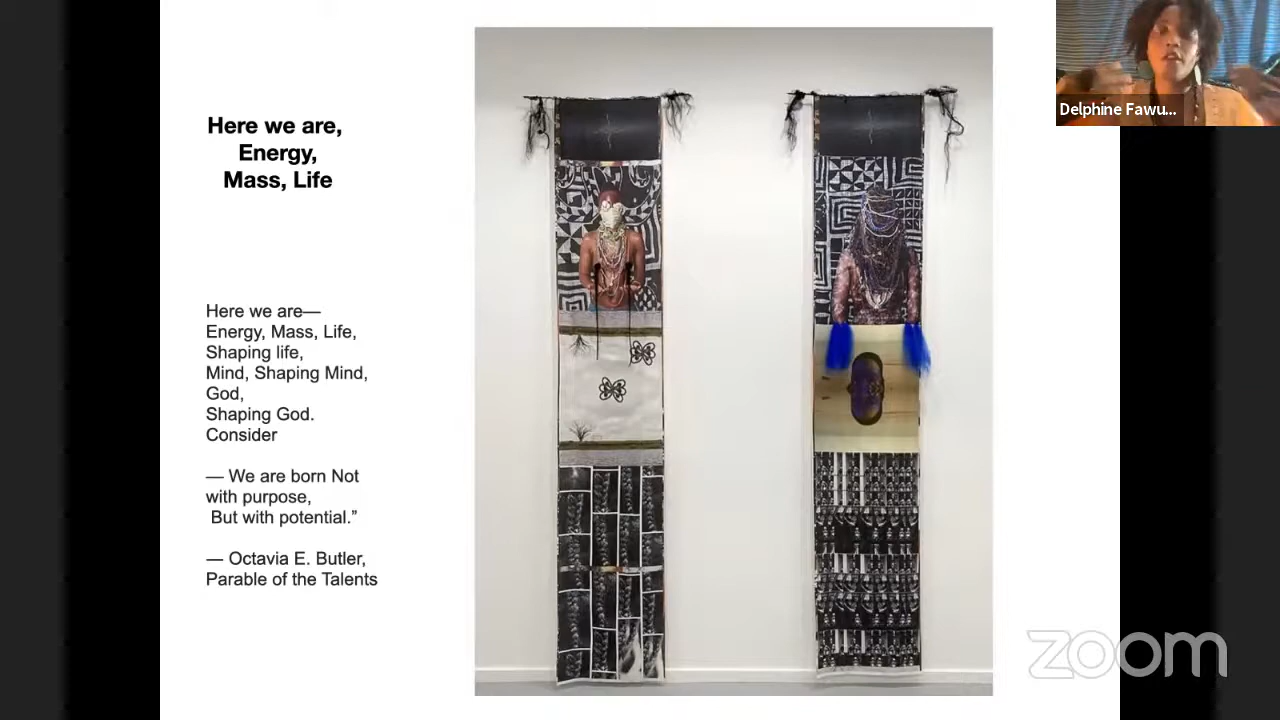 Here we are,
Energy,
Mass, Life
Here we are—
Energy, Mass, Life,
Shaping life,
Mind, Shaping Mind,
God,
Shaping God.
Consider
— We are born Not
with purpose,
But with potential.”
— Octavia E. Butler,
Parable of the Talents
Delphine Fawu...
zoom